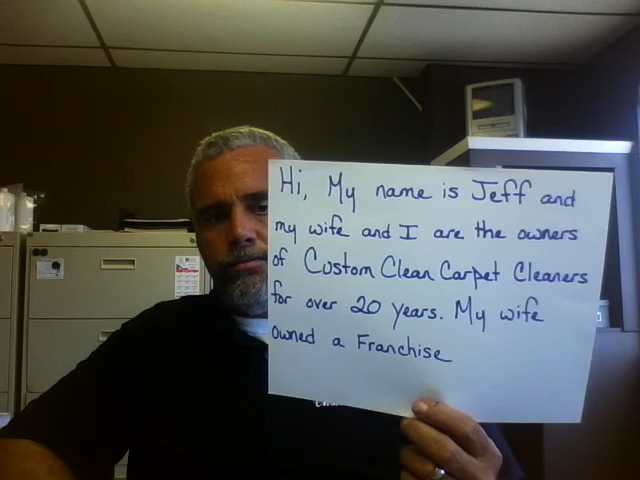 Hi, My name is Jeff and
my wife and I are the owners
of Custom Clean Carpet Cleaners
for over 20 years. My wife
owned a Franchise